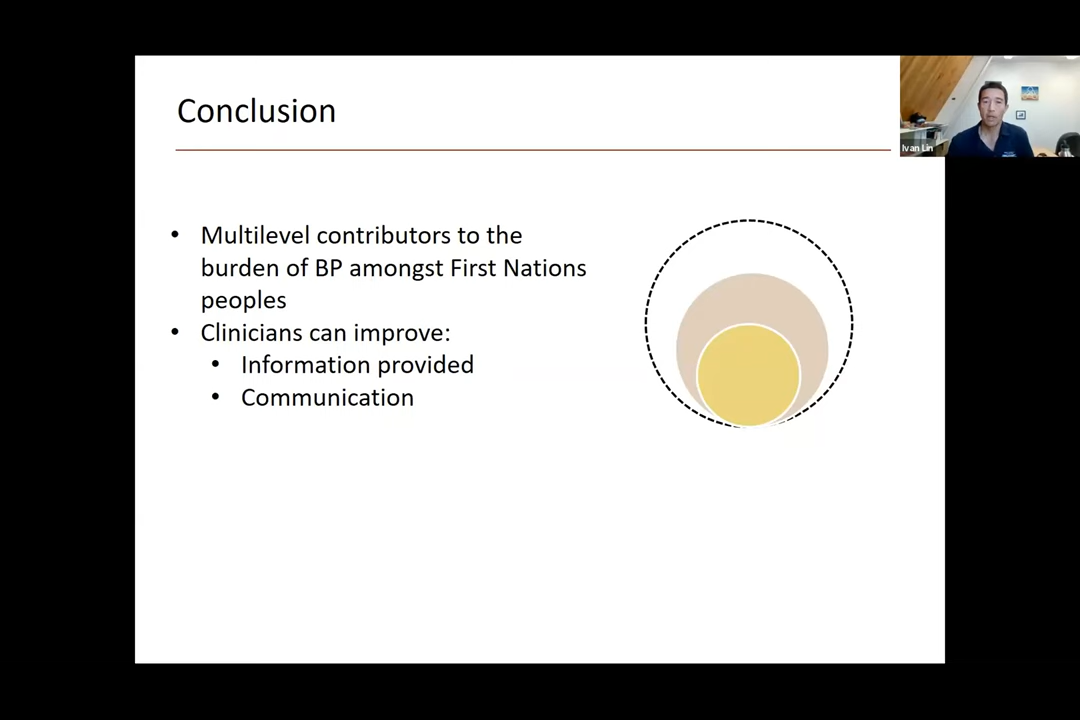 Conclusion
Ivan Lin
• Multilevel contributors to the
burden of BP amongst First Nations
peoples
• Clinicians can improve:
• Information provided
• Communication